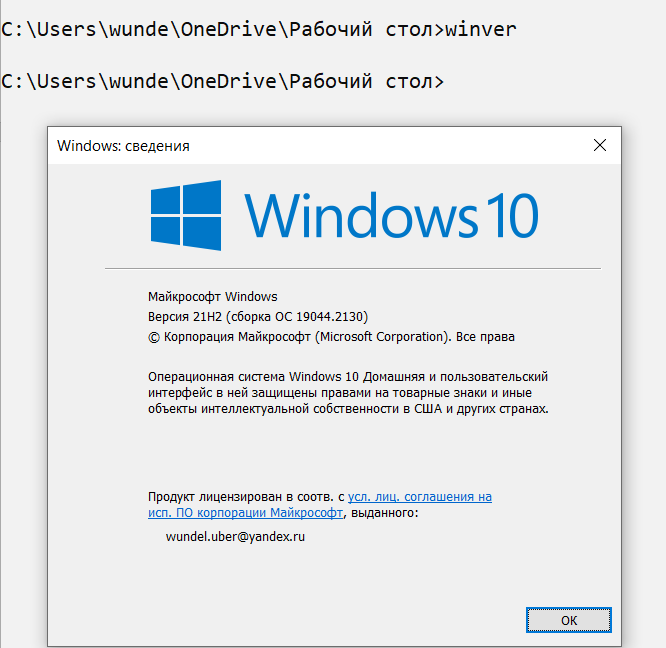 C:\Users\wunde\OneDrive\Рабочий стол>winver
C:\Users\wunde\OneDrive\Рабочий стол>
Windows: сведения
Windows 10
Майкрософт Windows
Версия 21H2 (сборка ОС 19044.2130)
© Корпорация Майкрософт (Microsoft Corporation). Все права
Операционная система Windows 10 Домашняя и пользовательский
интерфейс в ней защищены правами на товарные знаки и иные
объекты интеллектуальной собственности в США и других странах.
Продукт лицензирован в соотв. с усл. лиц. соглашения на
исп. ПО корпорации Майкрософт, выданного:
wundel.uber@yandex.ru
ОК